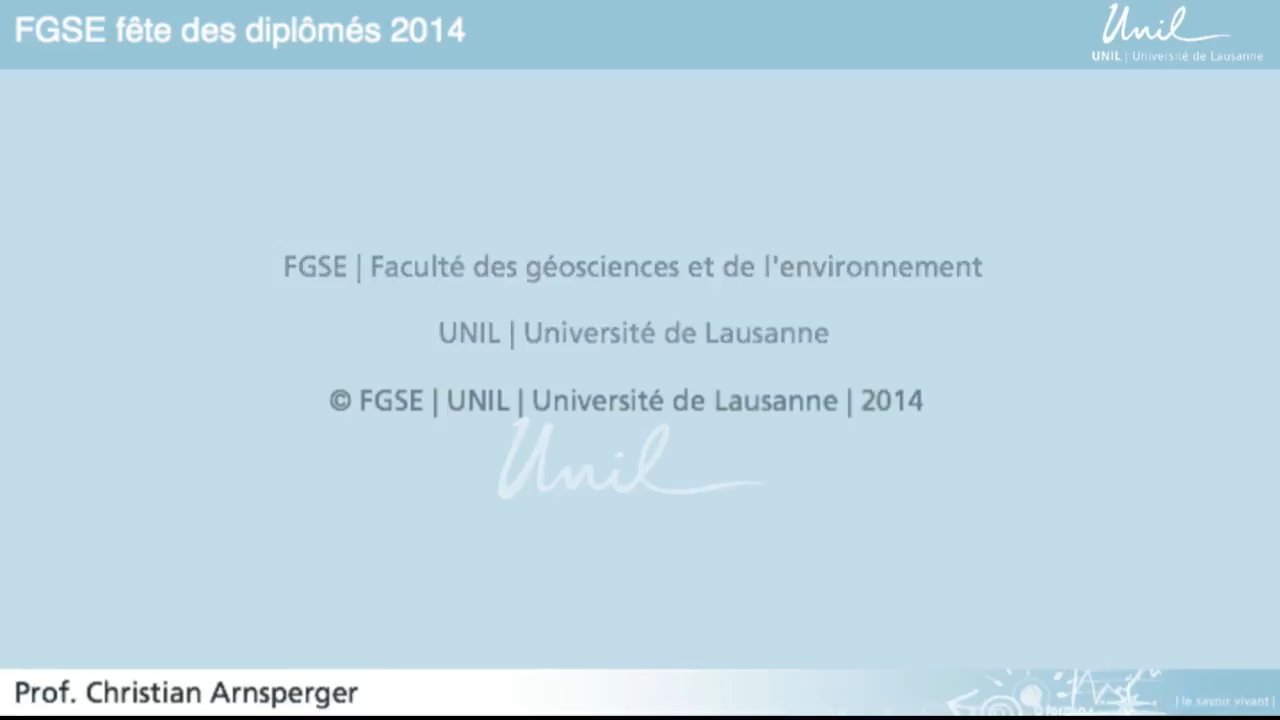 FGSE fête des diplômés 2014
Unil
UNIL | Université de Lausanne
FGSE | Faculté des géosciences et de l'environnement
UNIL | Université de Lausanne
© FGSE | UNIL | Université de Lausanne | 2014
Unil
Prof. Christian Arnsperger
| le savoir vivant |